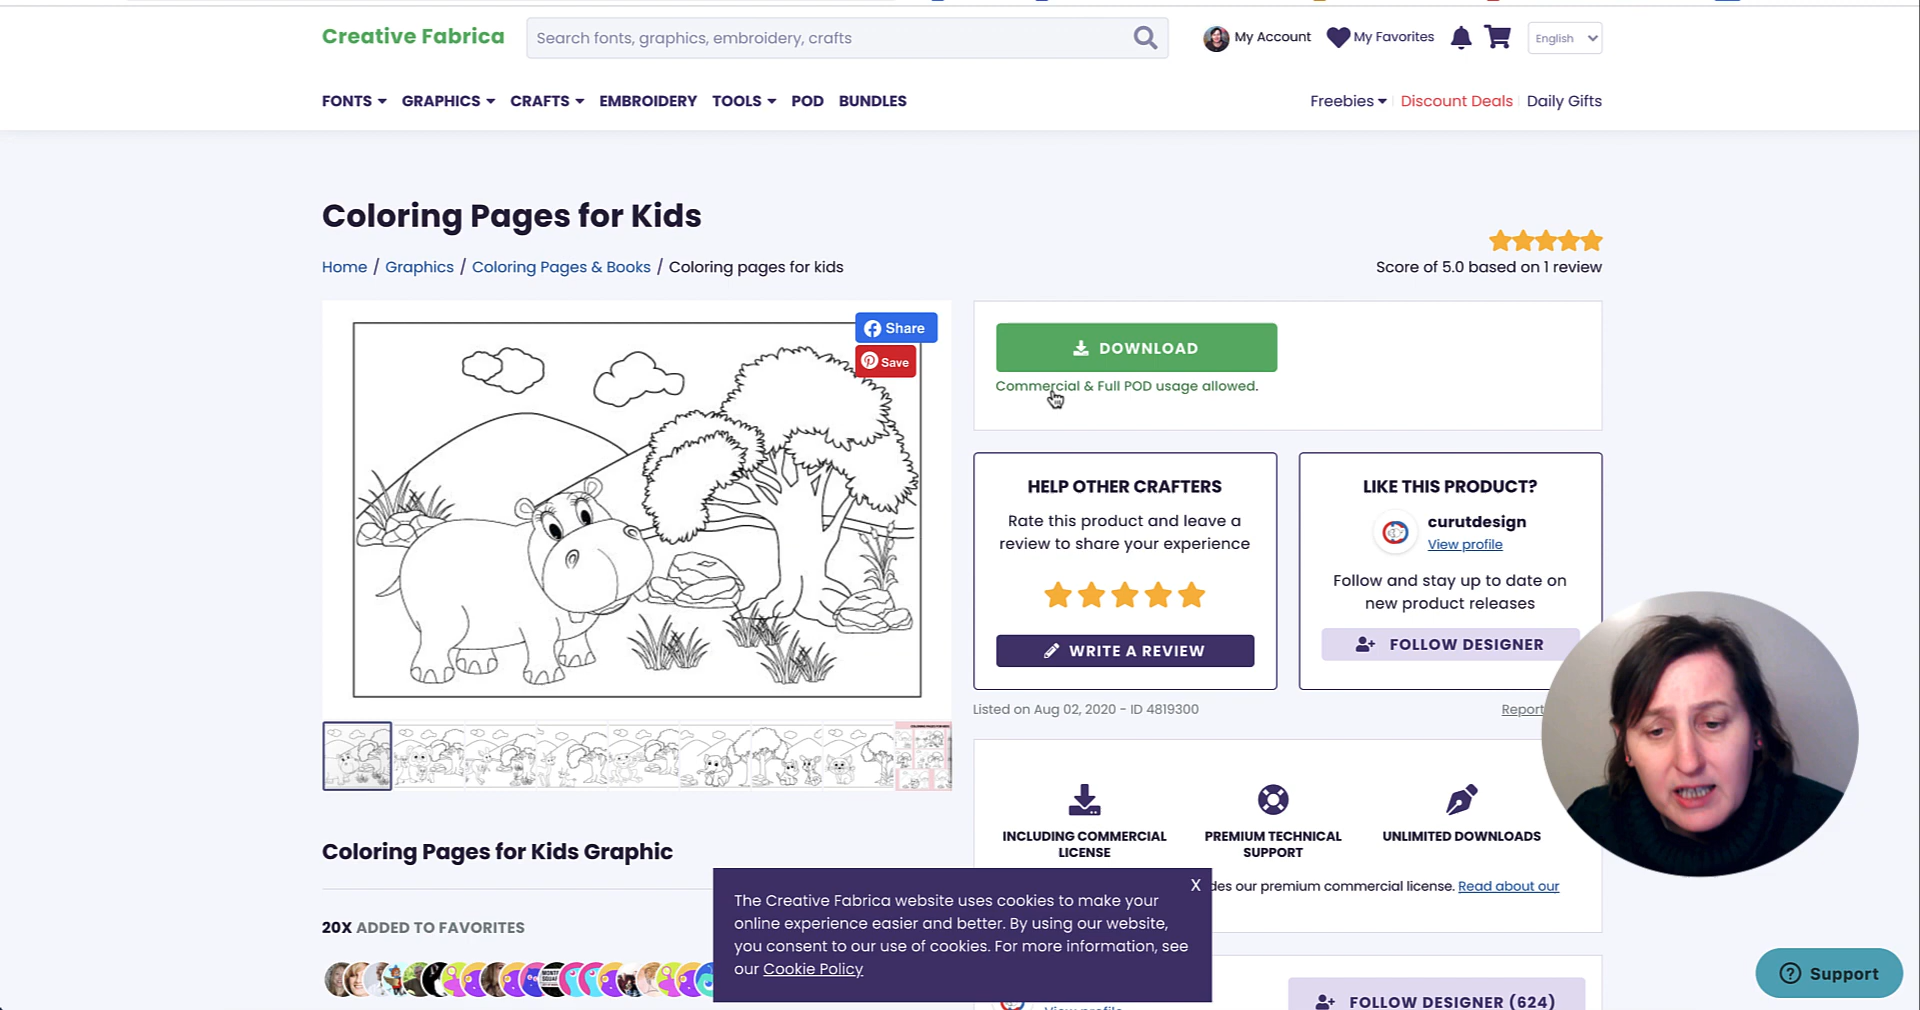 Creative Fabrica
Search fonts, graphics, embroidery, crafts
My Account
My Favorites
English
FONTS
GRAPHICS
CRAFTS
EMBROIDERY
TOOLS
POD
BUNDLES
Freebies
Discount Deals
Daily Gifts
Coloring Pages for Kids
Home / Graphics / Coloring Pages & Books / Coloring pages for kids
Score of 5.0 based on 1 review
Share
Save
DOWNLOAD
Commercial & Full POD usage allowed.
HELP OTHER CRAFTERS
Rate this product and leave a
review to share your experience
WRITE A REVIEW
LIKE THIS PRODUCT?
curutdesign
View profile
Follow and stay up to date on
new product releases
FOLLOW DESIGNER
Listed on Aug 02, 2020 - ID 4819300
Report
INCLUDING COMMERCIAL
LICENSE
PREMIUM TECHNICAL
SUPPORT
UNLIMITED DOWNLOADS
our premium commercial license. Read about our
Coloring Pages for Kids Graphic
20X ADDED TO FAVORITES
The Creative Fabrica website uses cookies to make your
online experience easier and better. By using our website,
you consent to our use of cookies. For more information, see
our Cookie Policy
X
FOLLOW DESIGNER (624)
Support